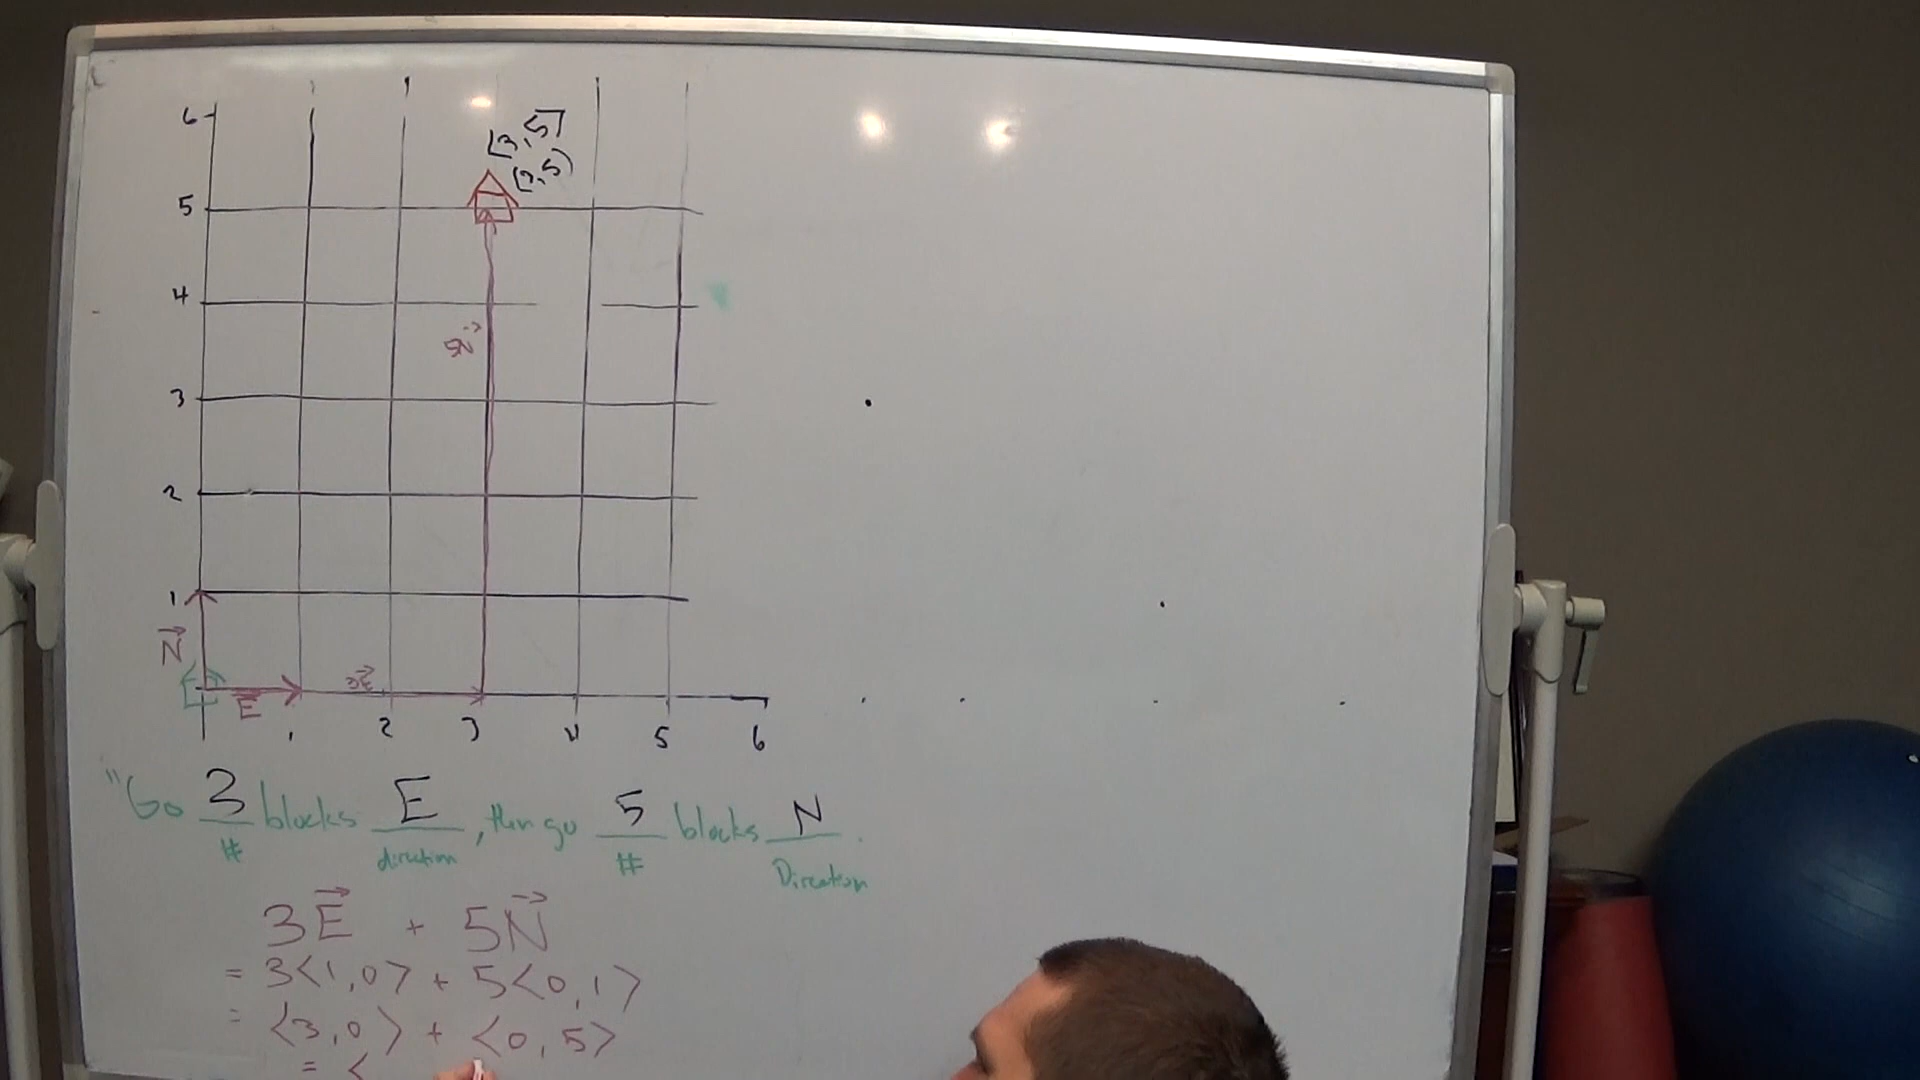 6
[3,5]
(3,5)
5
4
5N
3
2
1
N
E
3E
1 2 3 4 5 6
"Go 3 blocks E, then go 5 blocks N.
# direction # Direction
3E + 5N
= 3<1,0> + 5<0,1>
= <3,0> + <0,5>
= <